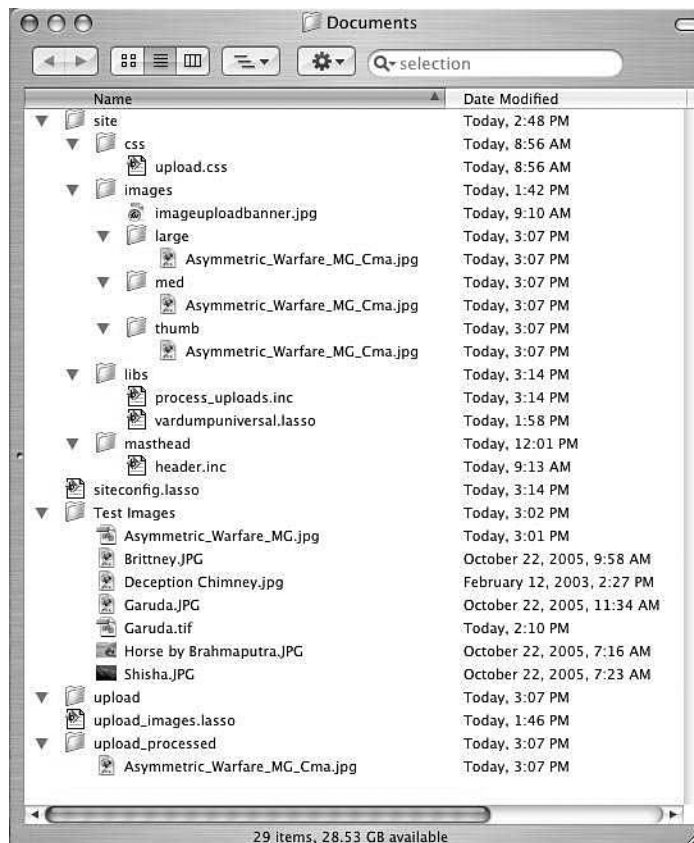 Documents
selection
Name Date Modified
site Today, 2:48 PM
css Today, 8:56 AM
upload.css Today, 8:56 AM
images Today, 1:42 PM
imageuploadbanner.jpg Today, 9:10 AM
large Today, 3:07 PM
Asymmetric_Warfare_MG_Cma.jpg Today, 3:07 PM
med Today, 3:07 PM
Asymmetric_Warfare_MG_Cma.jpg Today, 3:07 PM
thumb Today, 3:07 PM
Asymmetric_Warfare_MG_Cma.jpg Today, 3:07 PM
libs Today, 3:14 PM
process_uploads.inc Today, 3:14 PM
vardumpuniversal.lasso Today, 1:58 PM
masthead Today, 12:01 PM
header.inc Today, 9:13 AM
siteconfig.lasso Today, 3:14 PM
Test Images Today, 3:02 PM
Asymmetric_Warfare_MG.jpg Today, 3:01 PM
Brittney.JPG October 22, 2005, 9:58 AM
Deception Chimney.jpg February 12, 2003, 2:27 PM
Garuda.JPG October 22, 2005, 11:34 AM
Garuda.tif Today, 2:10 PM
Horse by Brahmaputra.JPG October 22, 2005, 7:16 AM
Shisha.JPG October 22, 2005, 7:23 AM
upload Today, 3:07 PM
upload_images.lasso Today, 1:46 PM
upload_processed Today, 3:07 PM
Asymmetric_Warfare_MG_Cma.jpg Today, 3:07 PM
29 items, 28.53 GB available